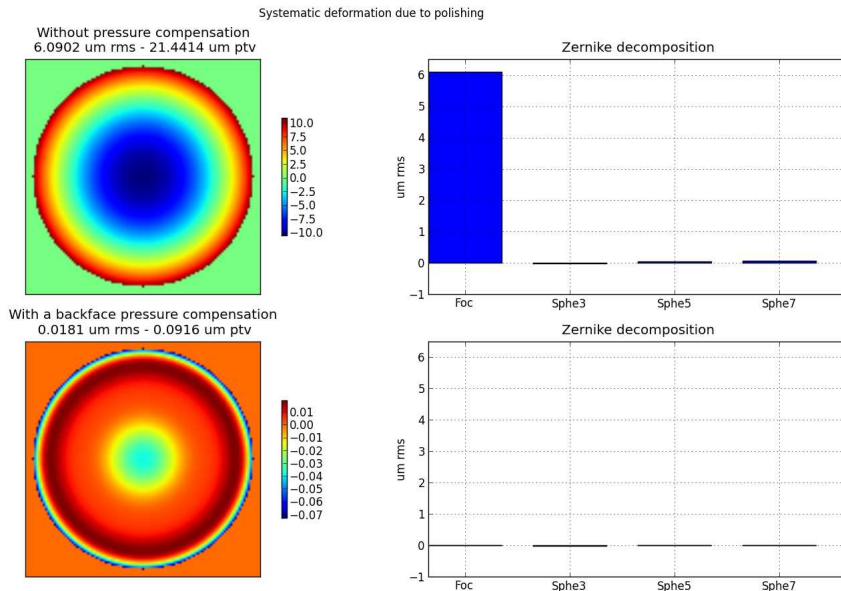 Systematic deformation due to polishing
Without pressure compensation
6.0902 um rms - 21.4414 um ptv
10.0
7.5
5.0
2.5
0.0
−2.5
−5.0
−7.5
−10.0
Zernike decomposition
um rms
6
5
4
3
2
1
0
−1
Foc
Sphe3
Sphe5
Sphe7
With a backface pressure compensation
0.0181 um rms - 0.0916 um ptv
0.01
0.00
−0.01
−0.02
−0.03
−0.04
−0.05
−0.06
−0.07
Zernike decomposition
um rms
6
5
4
3
2
1
0
−1
Foc
Sphe3
Sphe5
Sphe7